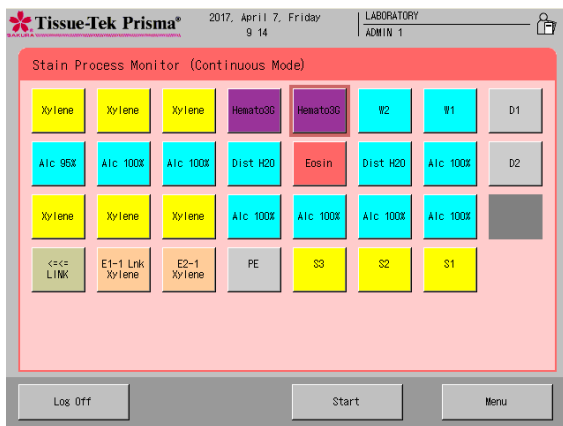 Tissue-Tek Prisma®
SAKURA
2017, April 7, Friday
9 14
LABORATORY
ADMIN 1
Stain Process Monitor (Continuous Mode)
Xylene Xylene Xylene Hemato3G Hemato3G W2 W1 D1
Alc 95% Alc 100% Alc 100% Dist H2O Eosin Dist H2O Alc 100% D2
Xylene Xylene Xylene Alc 100% Alc 100% Alc 100% Alc 100%
<=<= LINK E1-1 Lnk Xylene E2-1 Xylene PE S3 S2 S1
Log Off Start Menu